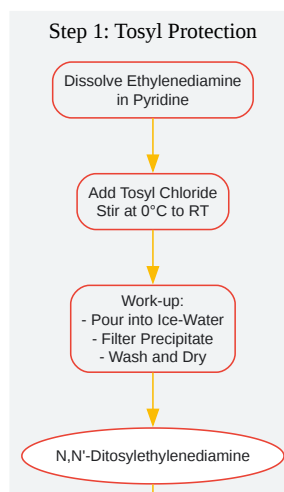 Step 1: Tosyl Protection
Dissolve Ethylenediamine
in Pyridine
Add Tosyl Chloride
Stir at 0°C to RT
Work-up:
- Pour into Ice-Water
- Filter Precipitate
- Wash and Dry
N,N'-Ditosylethylenediamine